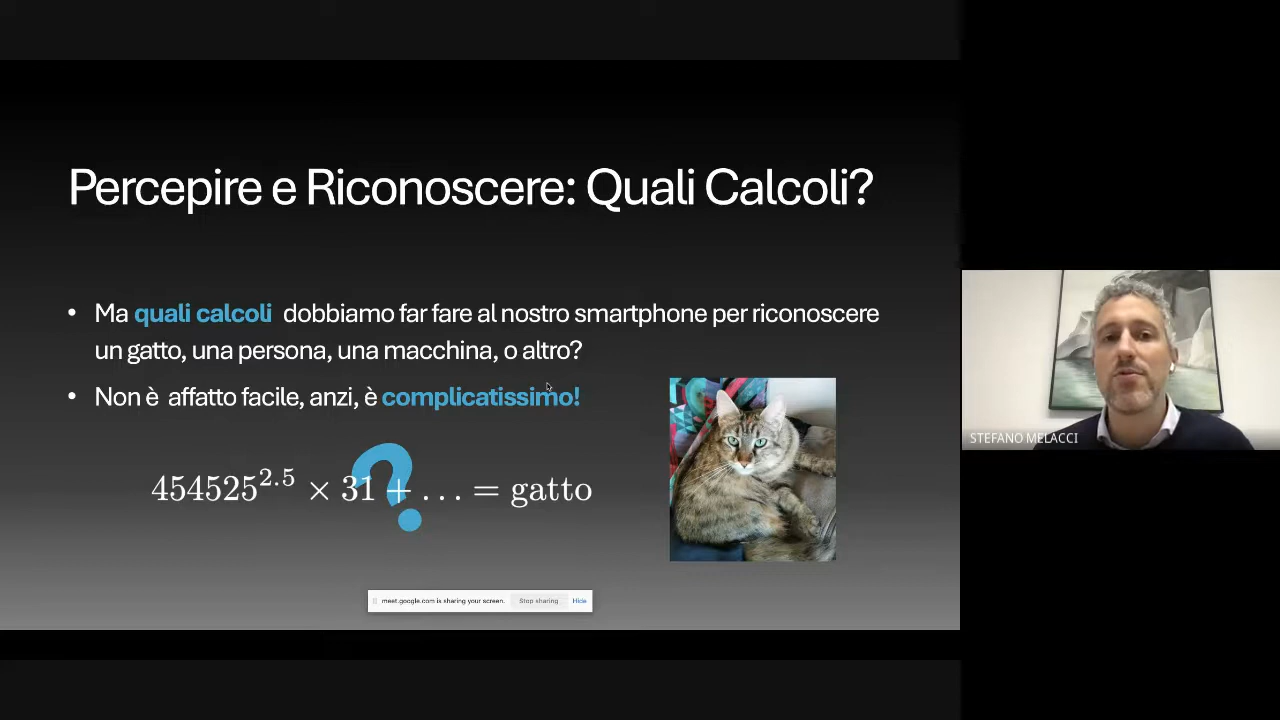 Percepire e Riconoscere: Quali Calcoli?
• Ma quali calcoli dobbiamo far fare al nostro smartphone per riconoscere
un gatto, una persona, una macchina, o altro?
• Non è affatto facile, anzi, è complicatissimo!
?
454525^2.5 × 31 + ... = gatto
meet.google.com is sharing your screen. Stop sharing Hide
STEFANO MELACCI